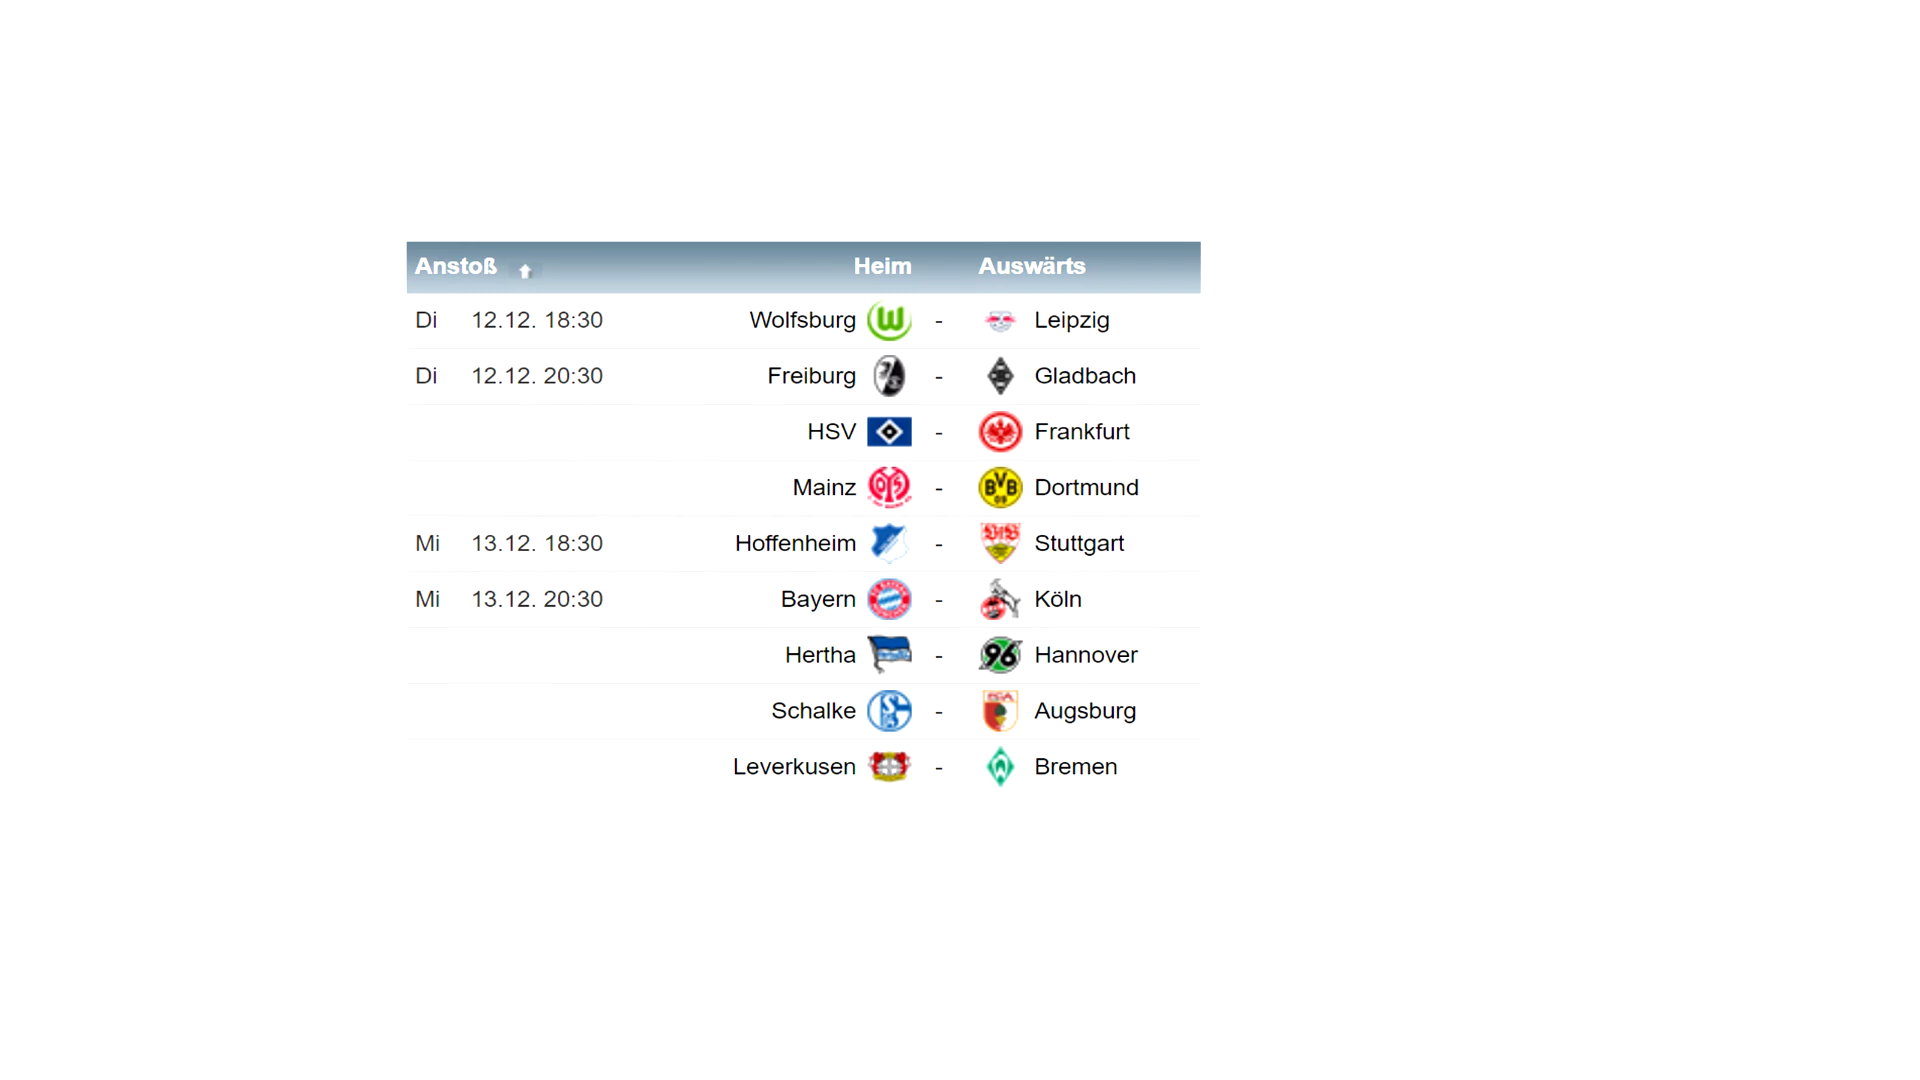 Anstoß Heim Auswärts
Di 12.12. 18:30 Wolfsburg - Leipzig
Di 12.12. 20:30 Freiburg - Gladbach
HSV - Frankfurt
Mainz - Dortmund
Mi 13.12. 18:30 Hoffenheim - Stuttgart
Mi 13.12. 20:30 Bayern - Köln
Hertha - Hannover
Schalke - Augsburg
Leverkusen - Bremen